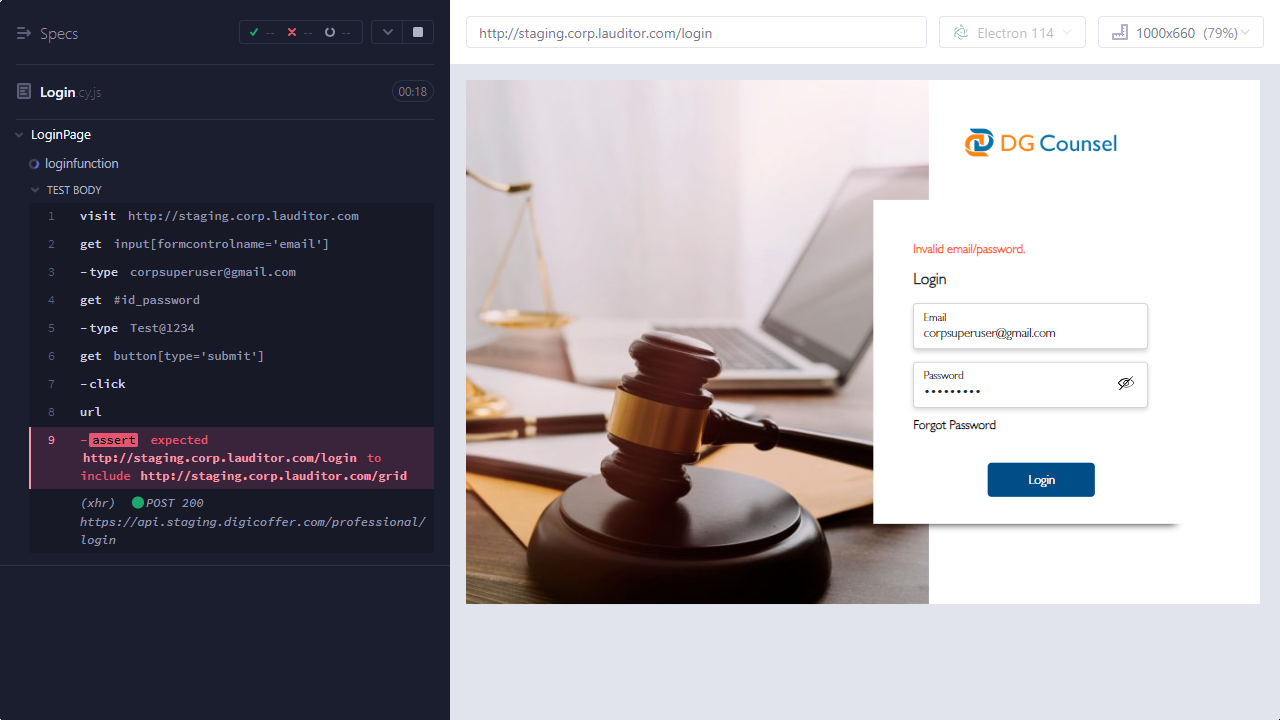 Specs
-- -- --
http://staging.corp.lauditor.com/login
Electron 114
1000x660 (79%)
Login.cy.js
00:18
LoginPage
loginfunction
TEST BODY
1 visit http://staging.corp.lauditor.com
2 get input[formcontrolname='email']
3 -type corpsuperuser@gmail.com
4 get #id_password
5 -type Test@1234
6 get button[type='submit']
7 -click
8 url
9 -assert expected
http://staging.corp.lauditor.com/login to
include http://staging.corp.lauditor.com/grid
(xhr) POST 200
https://api.staging.digicoffer.com/professional/
login
DG Counsel
Invalid email/password.
Login
Email
corpsuperuser@gmail.com
Password
•••••••••
Forgot Password
Login